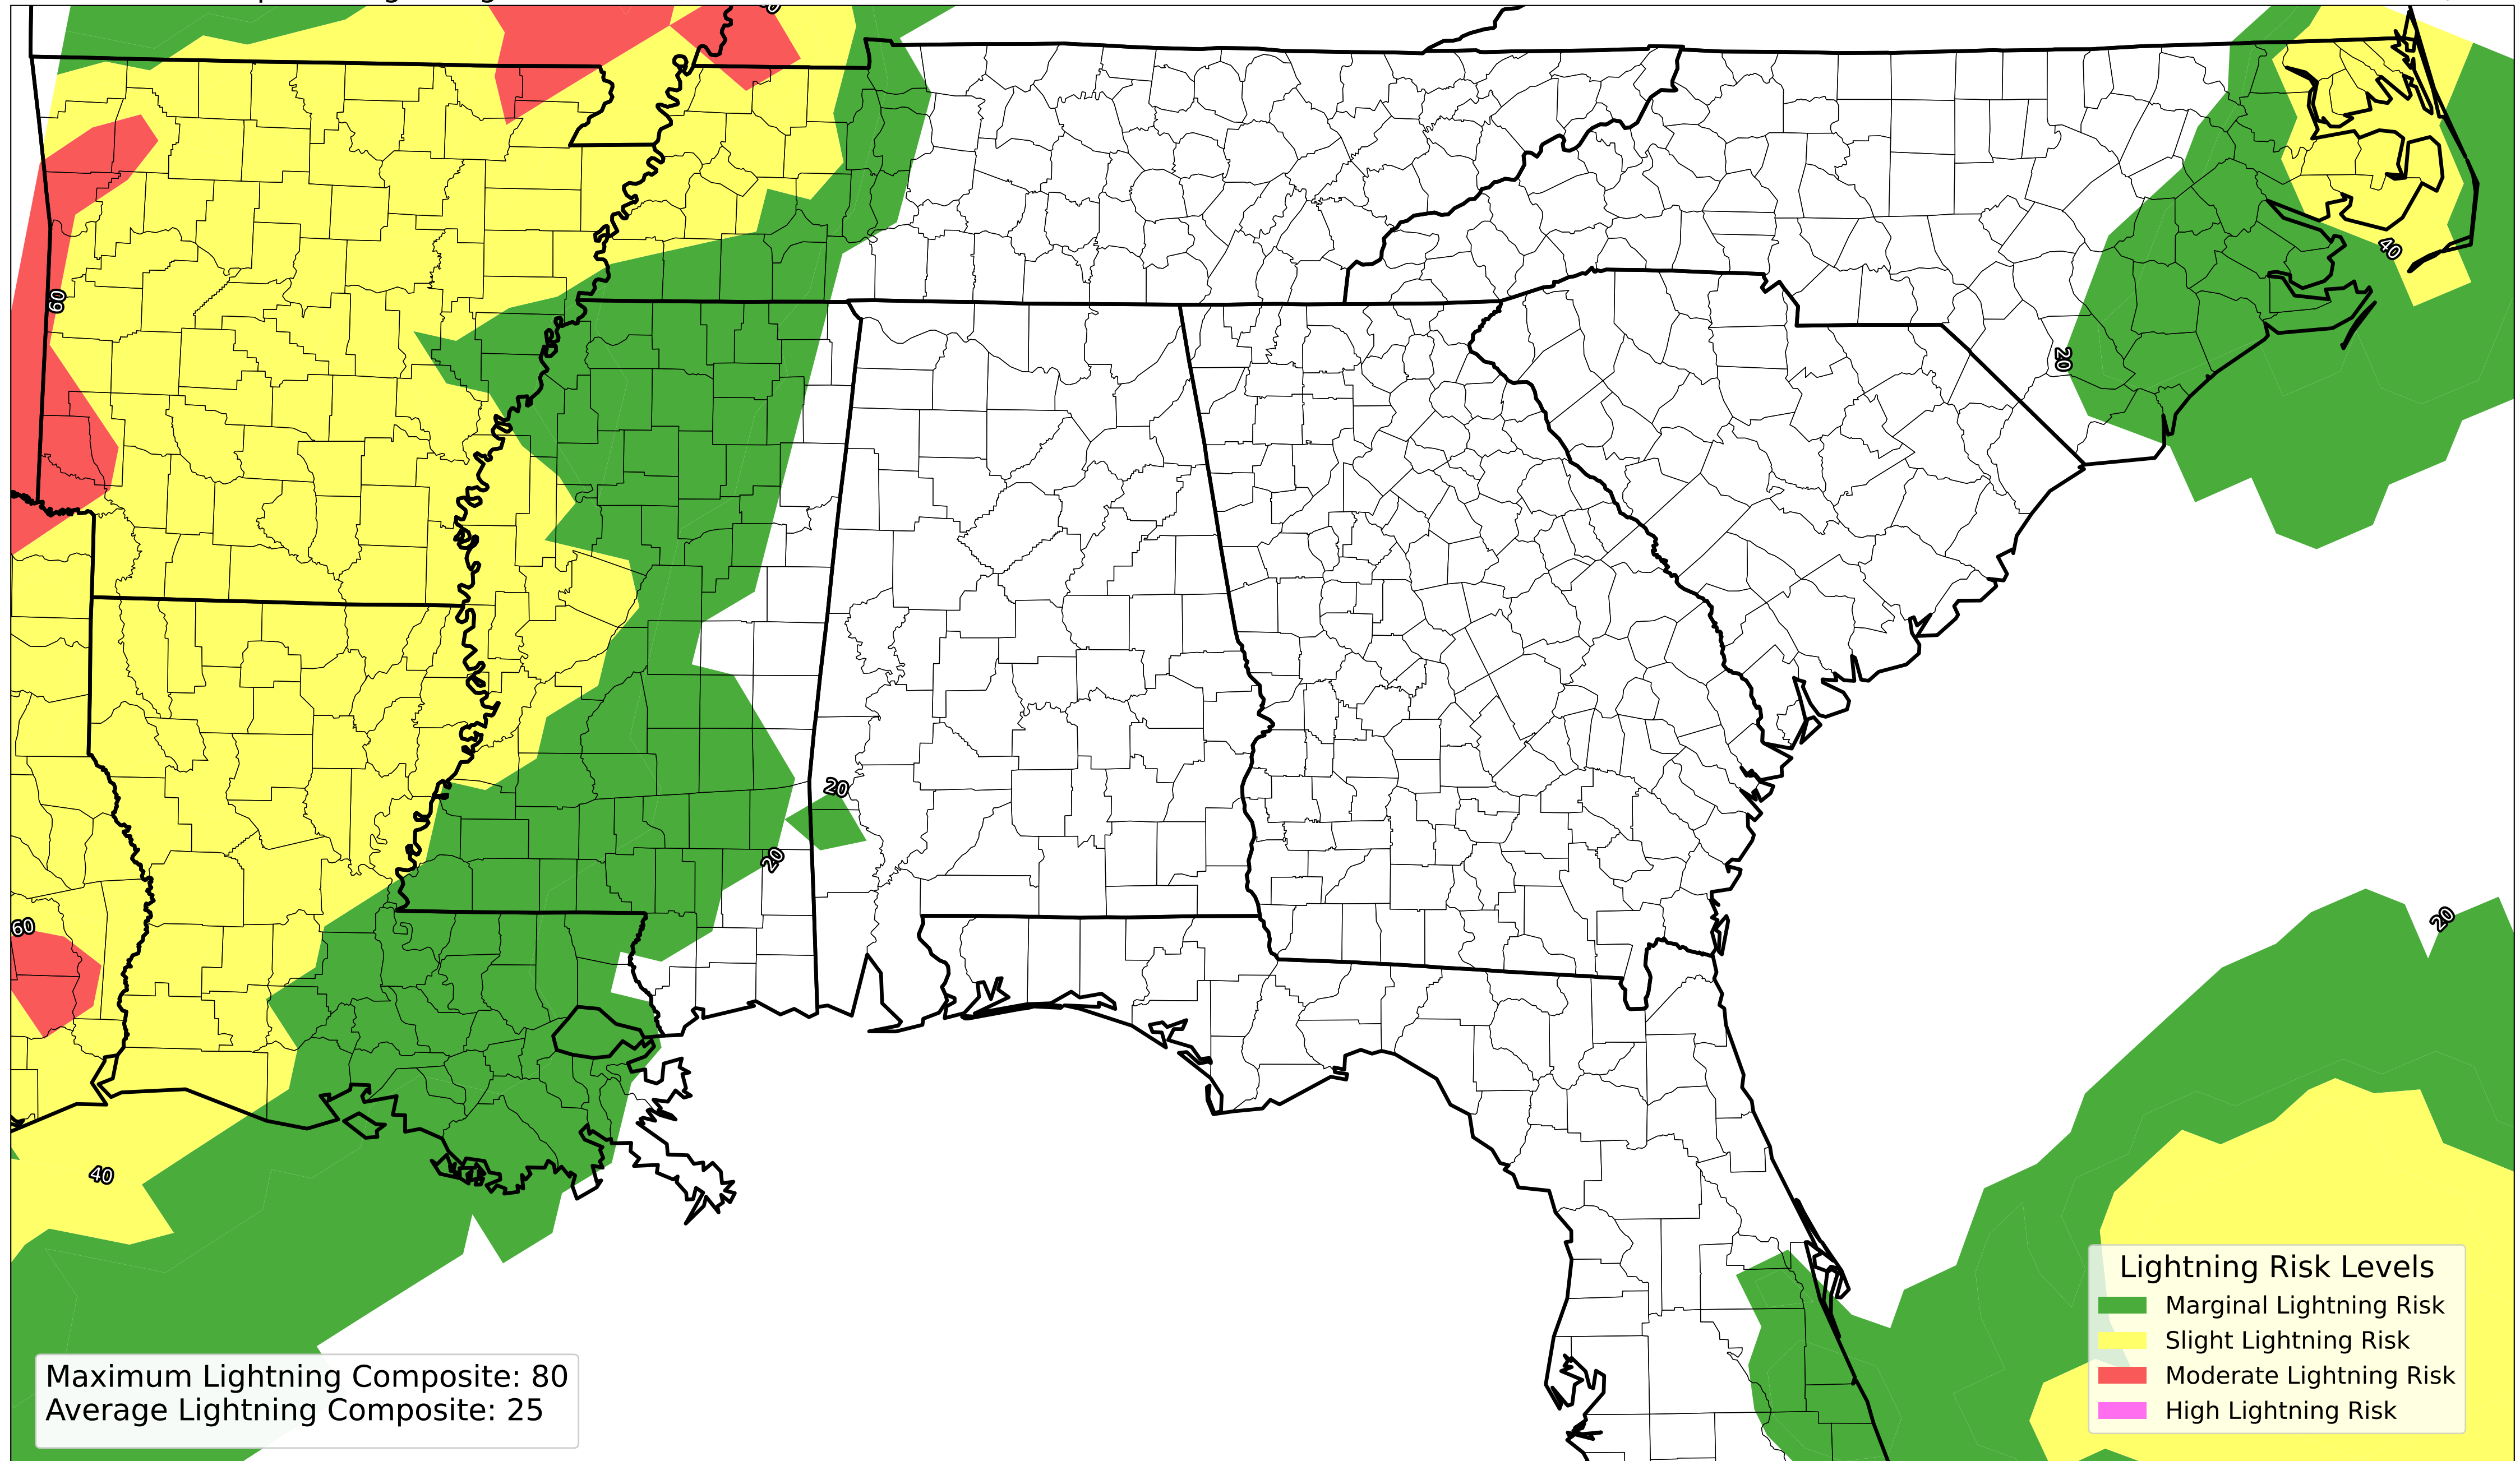 60
40
20
20
20
60
20
40
Maximum Lightning Composite: 80
Average Lightning Composite: 25
Lightning Risk Levels
Marginal Lightning Risk
Slight Lightning Risk
Moderate Lightning Risk
High Lightning Risk